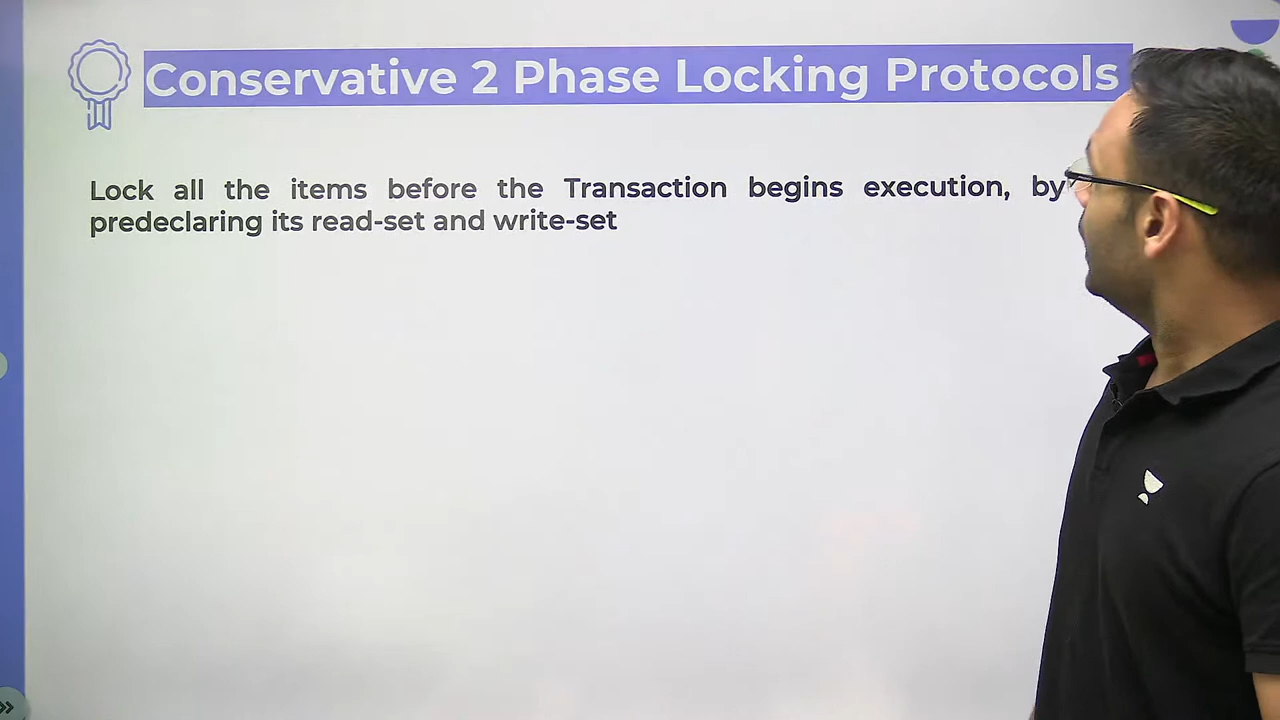 Conservative 2 Phase Locking Protocols
Lock all the items before the Transaction begins execution, by
predeclaring its read-set and write-set